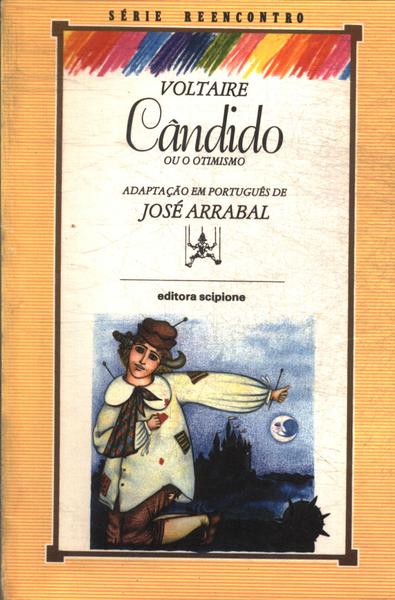 SÉRIE REENCONTRO
VOLTAIRE
Cândido
OU O OTIMISMO
ADAPTAÇÃO EM PORTUGUÊS DE
JOSÉ ARRABAL
editora scipione